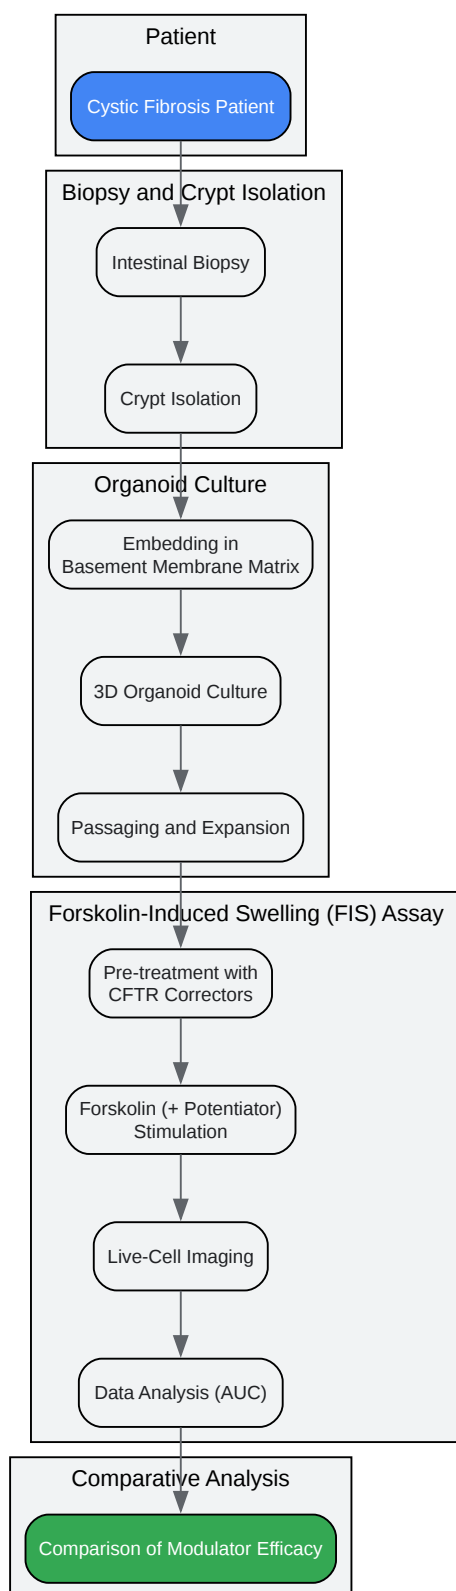 Patient
Cystic Fibrosis Patient
Biopsy and Crypt Isolation
Intestinal Biopsy
Crypt Isolation
Organoid Culture
Embedding in
Basement Membrane Matrix
3D Organoid Culture
Passaging and Expansion
Forskolin-Induced Swelling (FIS) Assay
Pre-treatment with
CFTR Correctors
Forskolin (+ Potentiator)
Stimulation
Live-Cell Imaging
Data Analysis (AUC)
Comparative Analysis
Comparison of Modulator Efficacy